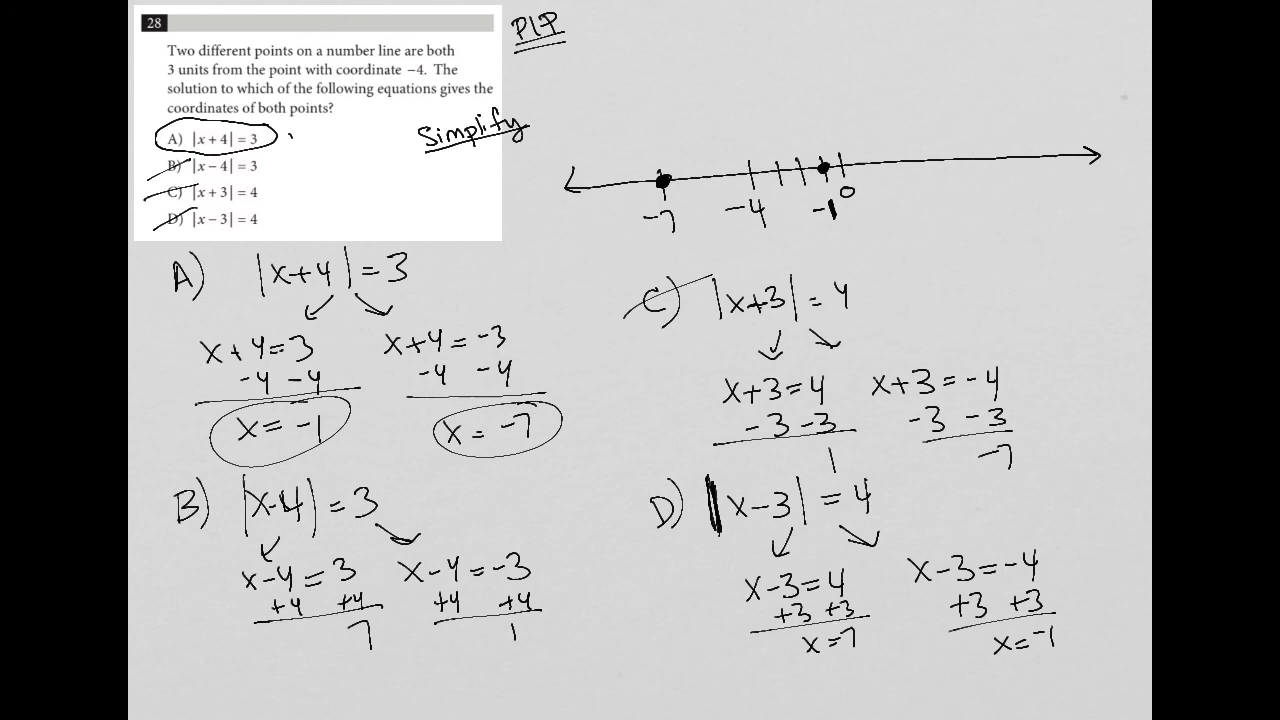 28
PIP
Two different points on a number line are both
3 units from the point with coordinate −4. The
solution to which of the following equations gives the
coordinates of both points?
A) |x + 4| = 3
B) |x − 4| = 3
C) |x + 3| = 4
D) |x − 3| = 4
Simplify
-7 -4 -1 0
A) |x+4| = 3
x+4=3 x+4=-3
-4 -4 -4 -4
x=-1 x=-7
B) |x-4| = 3
x-4=3 x-4=-3
+4 +4 +4 +4
7 1
C) |x+3| = 4
x+3=4 x+3=-4
-3 -3 -3 -3
1 -7
D) |x-3| = 4
x-3=4 x-3=-4
+3 +3 +3 +3
x=7 x=-1